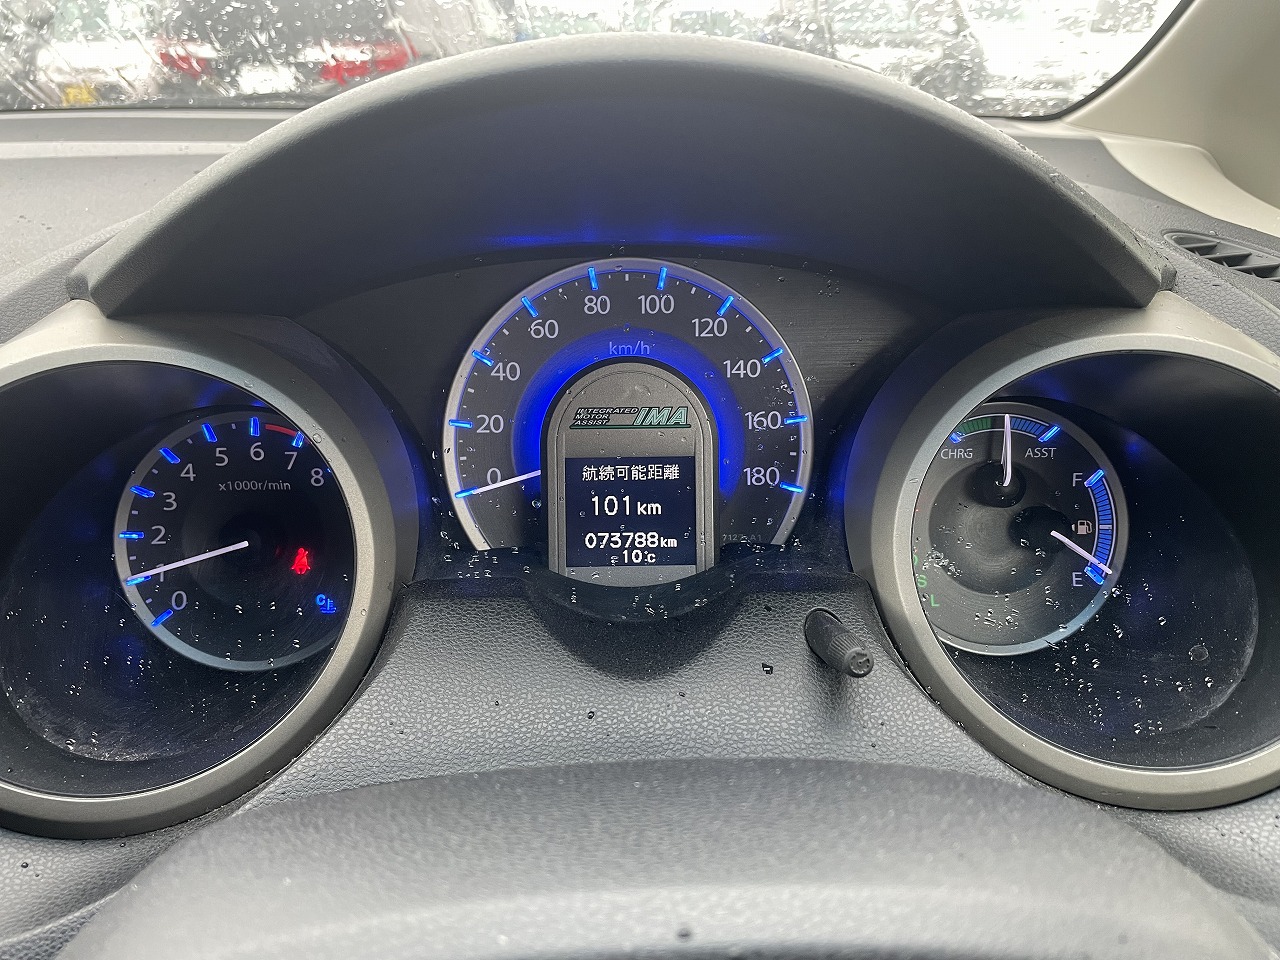 0
20
40
60
80
100
120
140
160
180
km/h
INTEGRATED
MOTOR
ASSIST
IMA
航続可能距離
101km
073788km
10°C
0
1
2
3
4
5
6
7
8
x1000r/min
C
CHRG
ASST
F
E
S
L